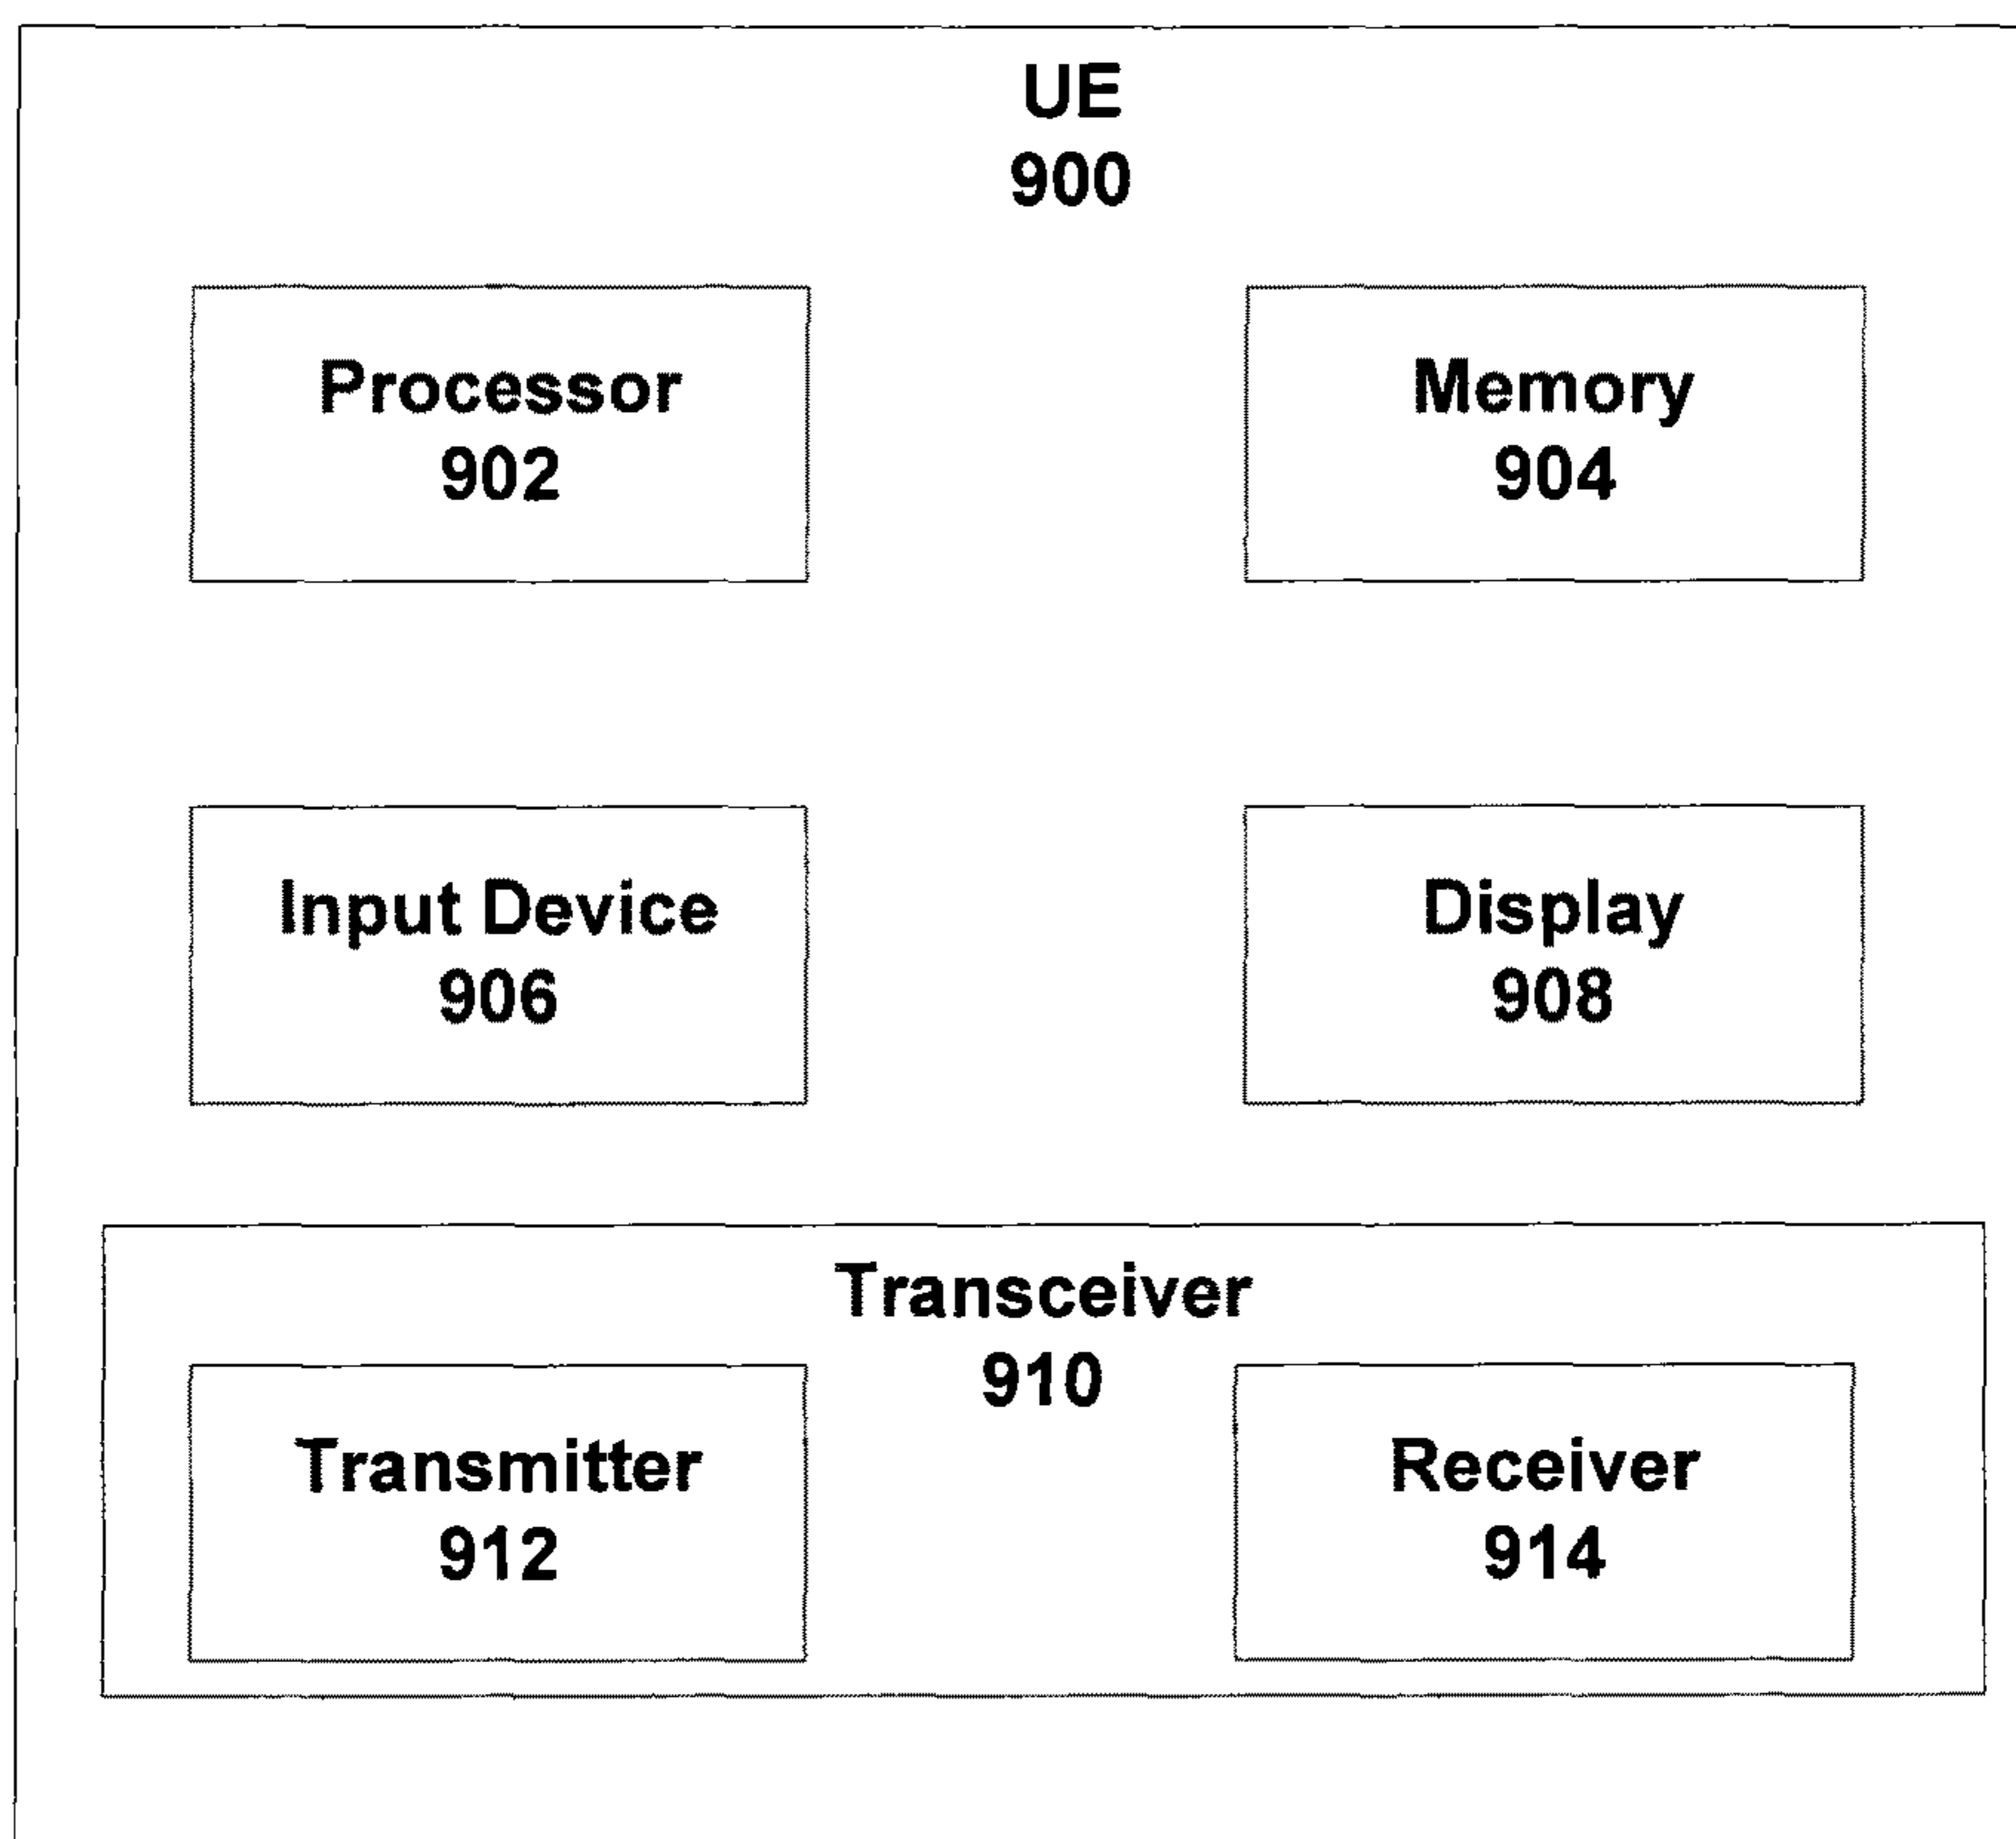 UE
900
Processor
902
Memory
904
Input Device
906
Display
908
Transceiver
910
Transmitter
912
Receiver
914